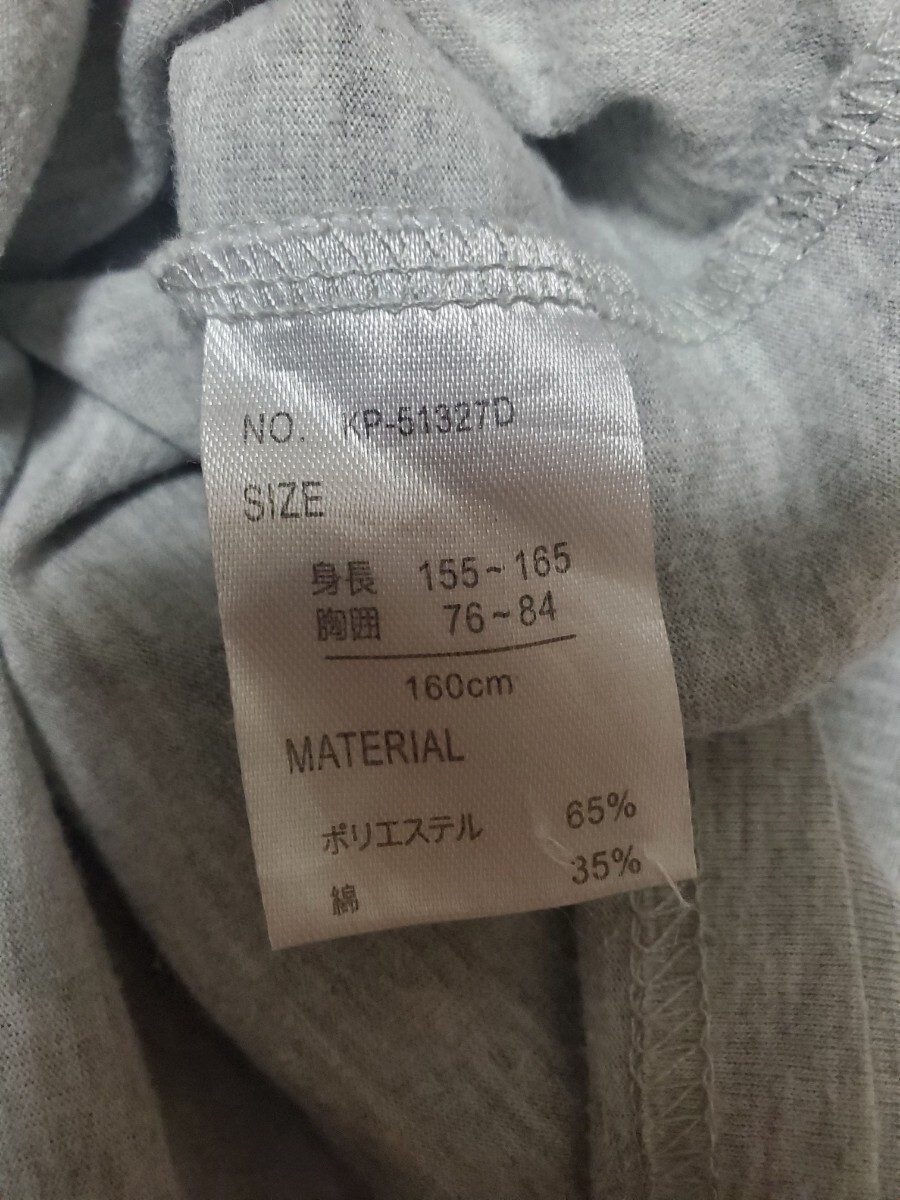 NO. KP-51327D
SIZE
身長 155~165
胸囲 76~84
160cm
MATERIAL
ポリエステル 65%
綿 35%